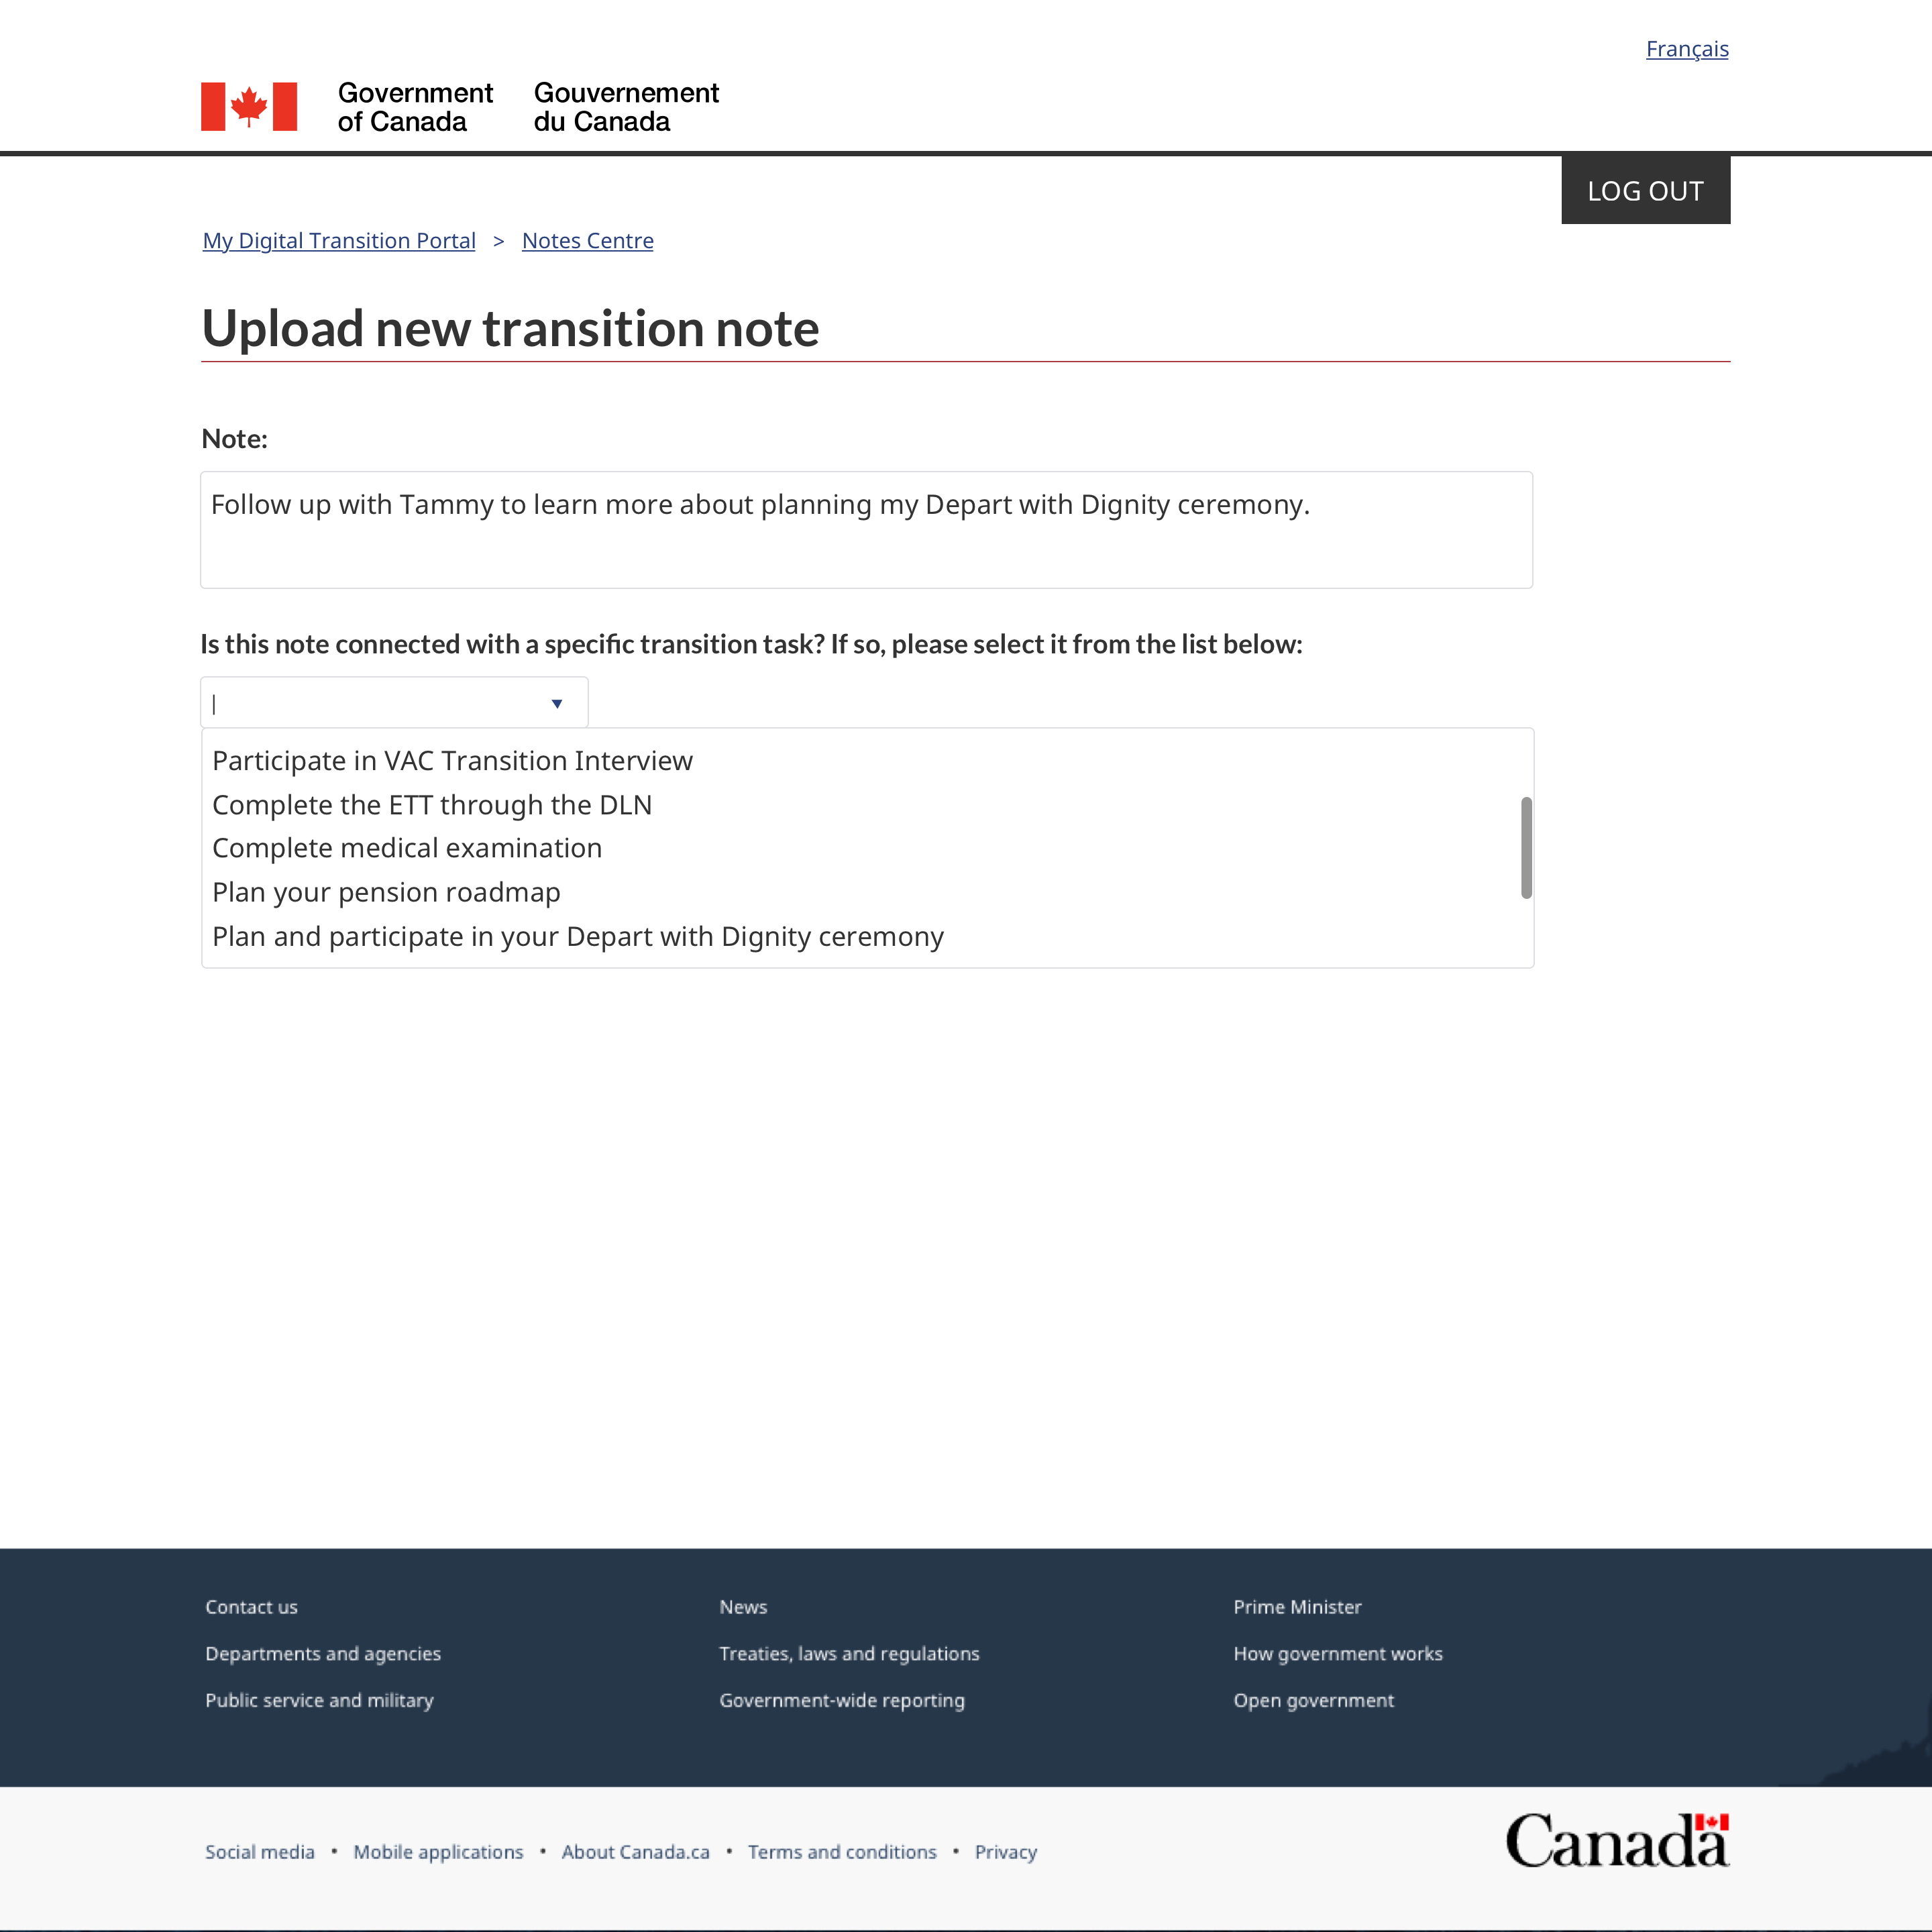 Français
Government of Canada
Gouvernement du Canada
LOG OUT
My Digital Transition Portal > Notes Centre
Upload new transition note
Note:
Follow up with Tammy to learn more about planning my Depart with Dignity ceremony.
Is this note connected with a specific transition task? If so, please select it from the list below:
Participate in VAC Transition Interview
Complete the ETT through the DLN
Complete medical examination
Plan your pension roadmap
Plan and participate in your Depart with Dignity ceremony
Contact us
News
Prime Minister
Departments and agencies
Treaties, laws and regulations
How government works
Public service and military
Government-wide reporting
Open government
Social media • Mobile applications • About Canada.ca • Terms and conditions • Privacy
Canada